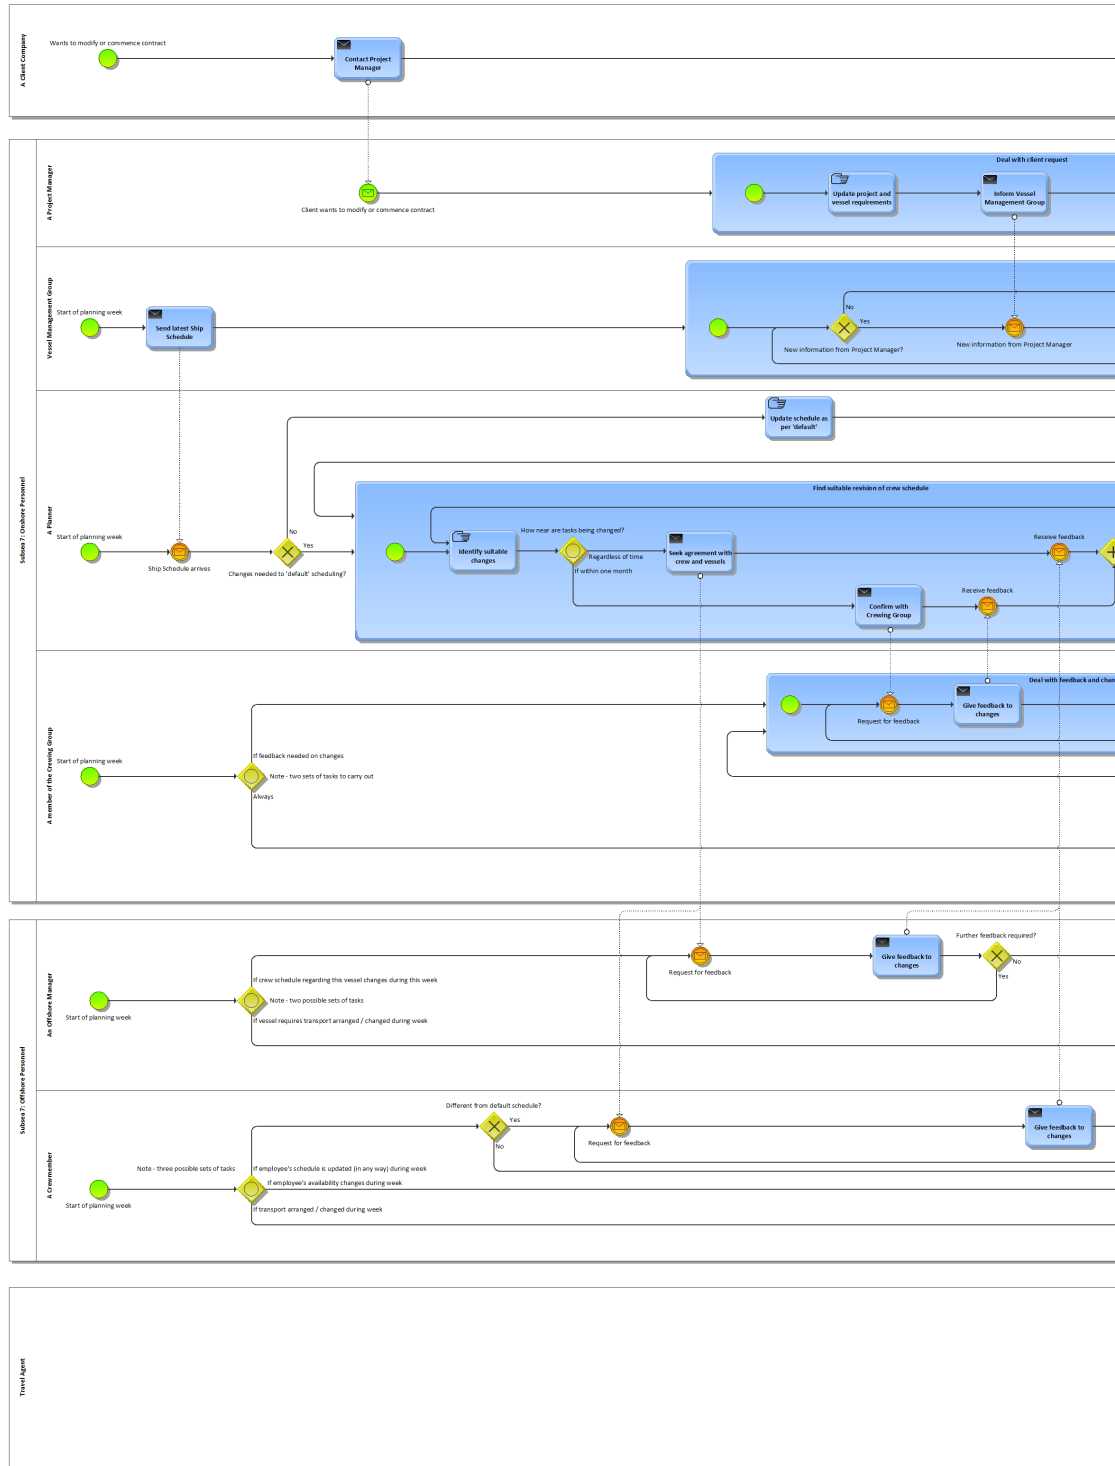 A Client Company
Wants to modify or commence contract
Contact Project
Manager
Subsea 7: Onshore Personnel
A Project Manager
Client wants to modify or commence contract
Deal with client request
Update project and
vessel requirements
Inform Vessel
Management Group
Vessel Management Group
Start of planning week
Send latest Ship
Schedule
No
Yes
New information from Project Manager?
New information from Project Manager
A Planner
Update schedule as
per 'default'
Start of planning week
Ship Schedule arrives
No
Yes
Changes needed to 'default' scheduling?
Find suitable revision of crew schedule
Identify suitable
changes
How near are tasks being changed?
Regardless of time
If within one month
Seek agreement with
crew and vessels
Receive feedback
Confirm with
Crewing Group
Receive feedback
A member of the Crewing Group
Start of planning week
If feedback needed on changes
Note - two sets of tasks to carry out
Always
Deal with feedback and chan
Request for feedback
Give feedback to
changes
Subsea 7: Offshore Personnel
An Offshore Manager
Start of planning week
If crew schedule regarding this vessel changes during this week
Note - two possible sets of tasks
If vessel requires transport arranged / changed during week
Request for feedback
Give feedback to
changes
Further feedback required?
No
Yes
A Crewmember
Different from default schedule?
Yes
No
Request for feedback
Give feedback to
changes
Note - three possible sets of tasks
Start of planning week
If employee's schedule is updated (in any way) during week
If employee's availability changes during week
If transport arranged / changed during week
Travel Agent